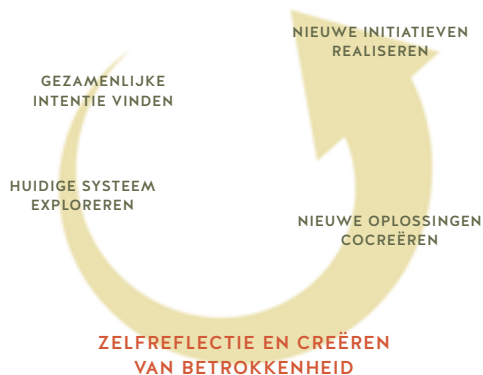 NIEUWE INITIATIEVEN
REALISEREN
GEZAMENLIJKE
INTENTIE VINDEN
HUIDIGE SYSTEEM
EXPLOREREN
NIEUWE OPLOSSINGEN
COCREËREN
ZELFREFLECTIE EN CREËREN
VAN BETROKKENHEID